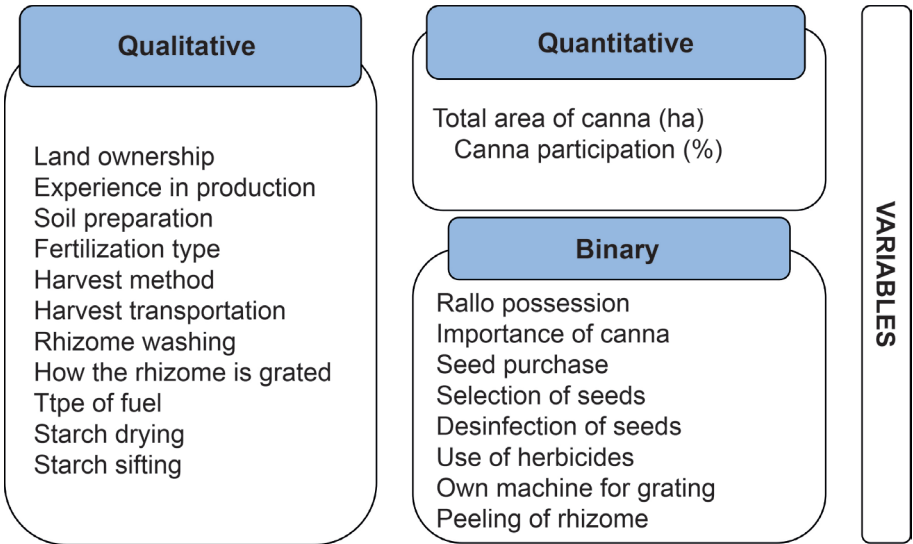 Qualitative
Land ownership
Experience in production
Soil preparation
Fertilization type
Harvest method
Harvest transportation
Rhizome washing
How the rhizome is grated
Ttpe of fuel
Starch drying
Starch sifting
Quantitative
Total area of canna (ha)
Canna participation (%)
Binary
Rallo possession
Importance of canna
Seed purchase
Selection of seeds
Desinfection of seeds
Use of herbicides
Own machine for grating
Peeling of rhizome
VARIABLES